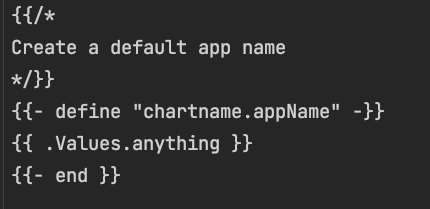 {{/*
Create a default app name
*/}}
{{- define "chartname.appName" -}}
{{ .Values.anything }}
{{- end }}